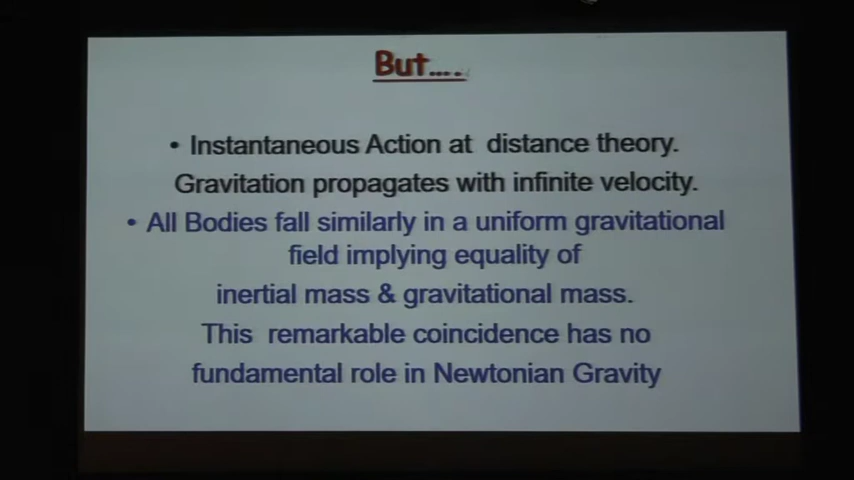 But....
• Instantaneous Action at distance theory.
Gravitation propagates with infinite velocity.
• All Bodies fall similarly in a uniform gravitational
field implying equality of
inertial mass & gravitational mass.
This remarkable coincidence has no
fundamental role in Newtonian Gravity